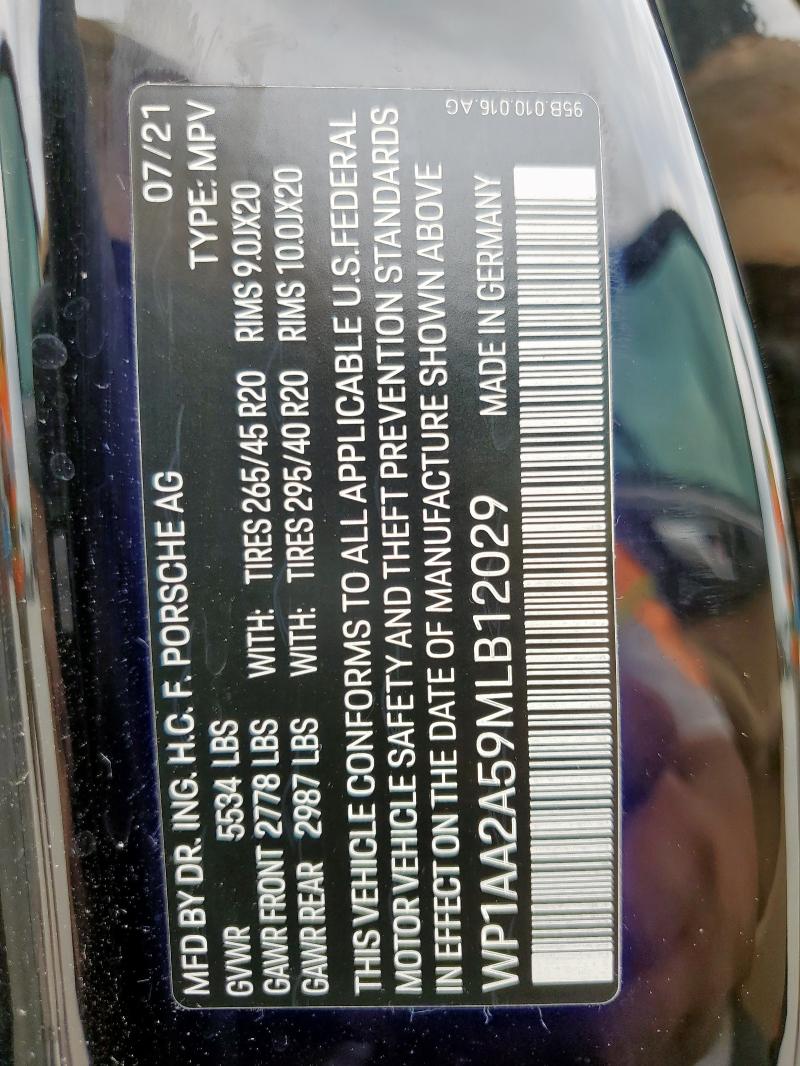 MFD BY DR. ING. H.C. F. PORSCHE AG 07/21
GVWR 5534 LBS TYPE: MPV
GAWR FRONT 2778 LBS WITH: TIRES 265/45 R20 RIMS 9.0JX20
GAWR REAR 2987 LBS WITH: TIRES 295/40 R20 RIMS 10.0JX20
THIS VEHICLE CONFORMS TO ALL APPLICABLE U.S.FEDERAL
MOTOR VEHICLE SAFETY AND THEFT PREVENTION STANDARDS
IN EFFECT ON THE DATE OF MANUFACTURE SHOWN ABOVE
WP1AA2A59MLB12029 MADE IN GERMANY
95B.010.016.AG